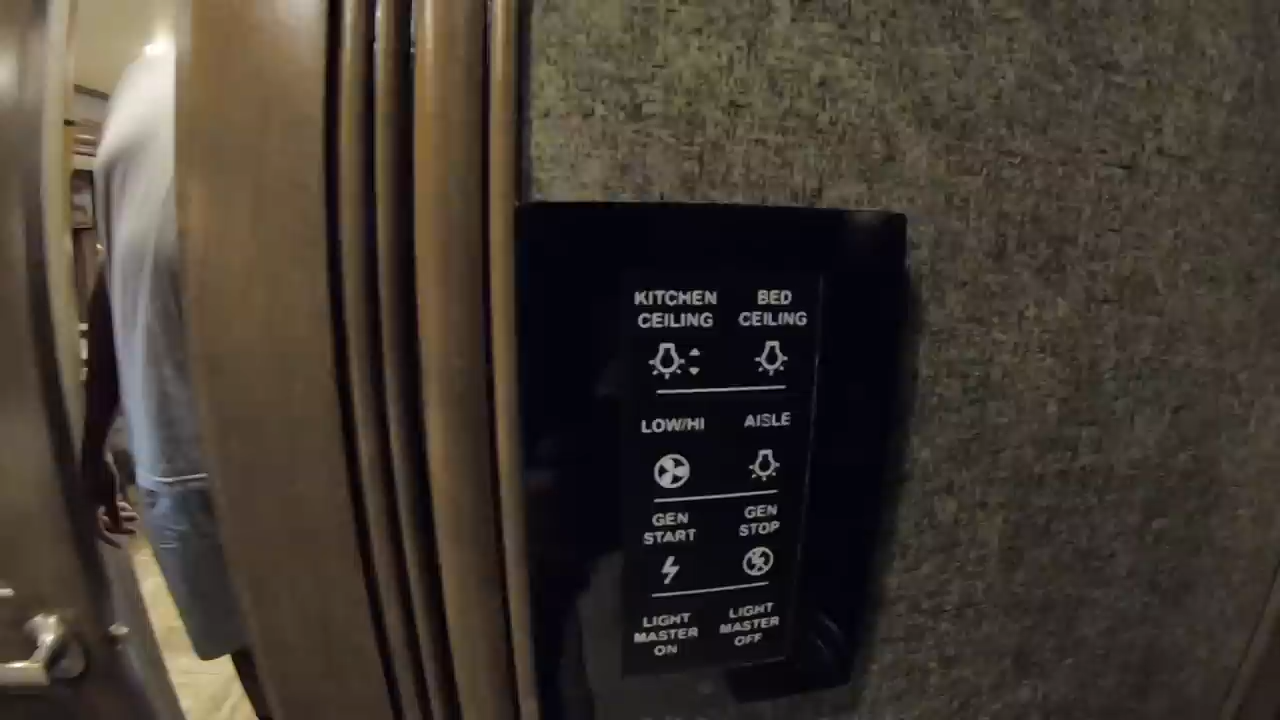 KITCHEN CEILING
BED CEILING
LOW/HI
AISLE
GEN START
GEN STOP
LIGHT MASTER ON
LIGHT MASTER OFF